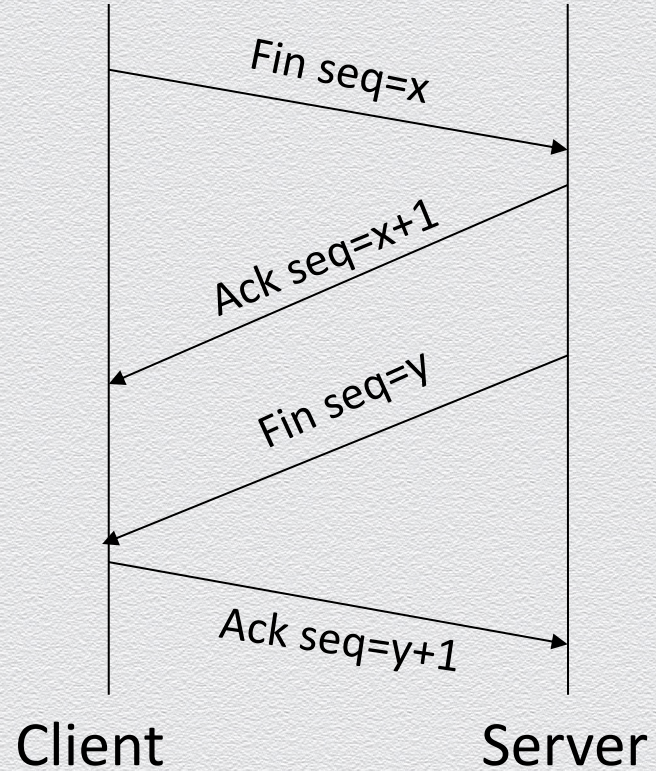 Fin seq=x
Ack seq=x+1
Fin seq=y
Ack seq=y+1
Client
Server